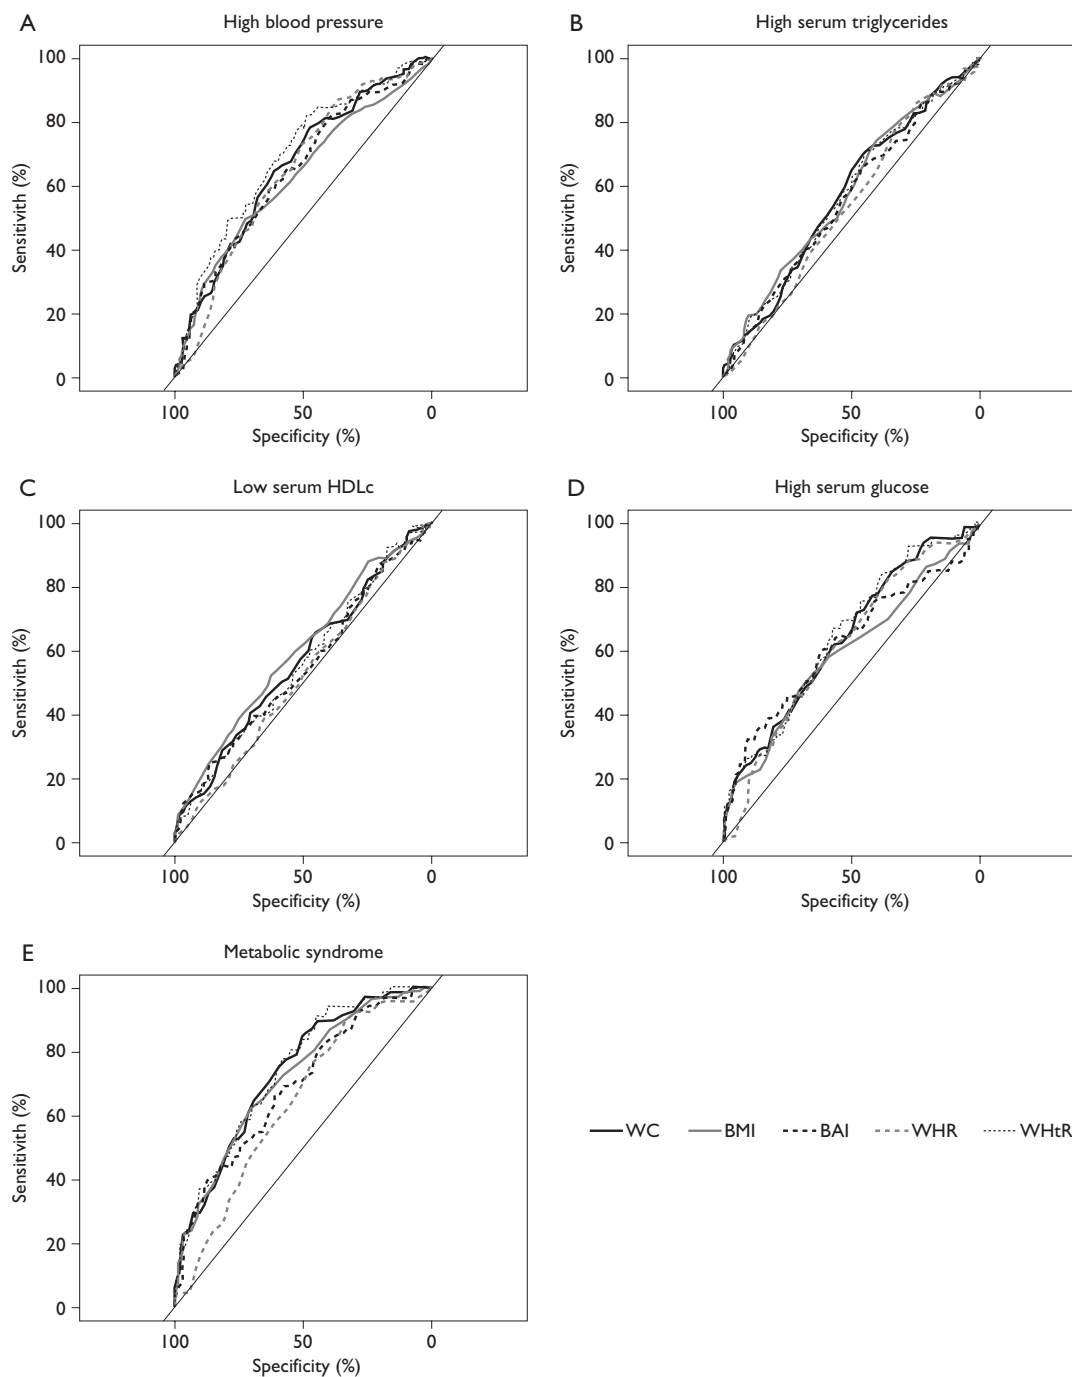 A High blood pressure
100
80
60
40
20
0
Sensitivith (%)
100 50 0
Specificity (%)
B High serum triglycerides
100
80
60
40
20
0
Sensitivith (%)
100 50 0
Specificity (%)
C Low serum HDLc
100
80
60
40
20
0
Sensitivith (%)
100 50 0
Specificity (%)
D High serum glucose
100
80
60
40
20
0
Sensitivith (%)
100 50 0
Specificity (%)
E Metabolic syndrome
100
80
60
40
20
0
Sensitivith (%)
100 50 0
Specificity (%)
WC BMI BAI WHR WHtR